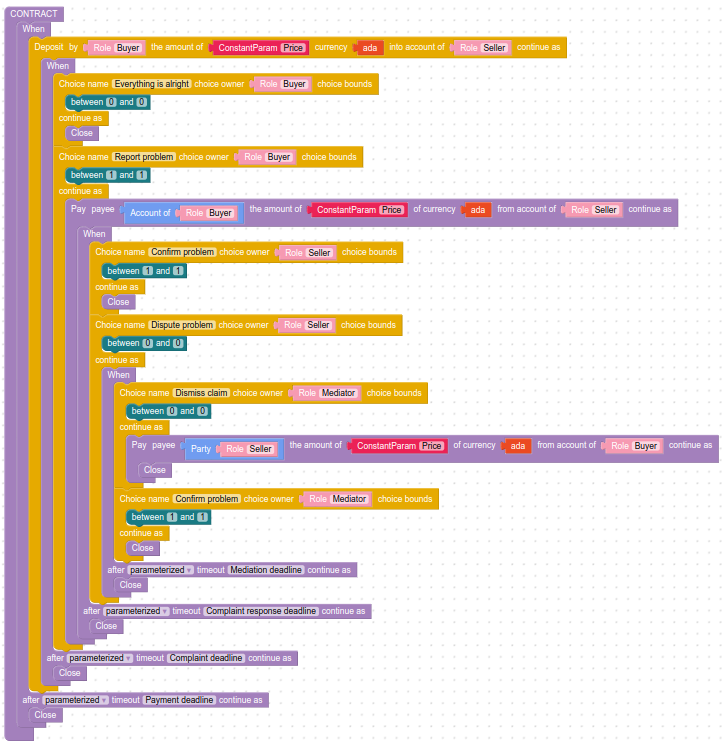 CONTRACT
When
Deposit by Role Buyer the amount of ConstantParam Price currency ada into account of Role Seller continue as
When
Choice name Everything is alright choice owner Role Buyer choice bounds
between 0 and 0
continue as
Close
Choice name Report problem choice owner Role Buyer choice bounds
between 1 and 1
continue as
Pay payee Account of Role Buyer the amount of ConstantParam Price of currency ada from account of Role Seller continue as
When
Choice name Confirm problem choice owner Role Seller choice bounds
between 1 and 1
continue as
Close
Choice name Dispute problem choice owner Role Seller choice bounds
between 0 and 0
continue as
When
Choice name Dismiss claim choice owner Role Mediator choice bounds
between 0 and 0
continue as
Pay payee Party Role Seller the amount of ConstantParam Price of currency ada from account of Role Buyer continue as
Close
Choice name Confirm problem choice owner Role Mediator choice bounds
between 1 and 1
continue as
Close
after parameterized timeout Mediation deadline continue as
Close
after parameterized timeout Complaint response deadline continue as
Close
after parameterized timeout Complaint deadline continue as
Close
after parameterized timeout Payment deadline continue as
Close